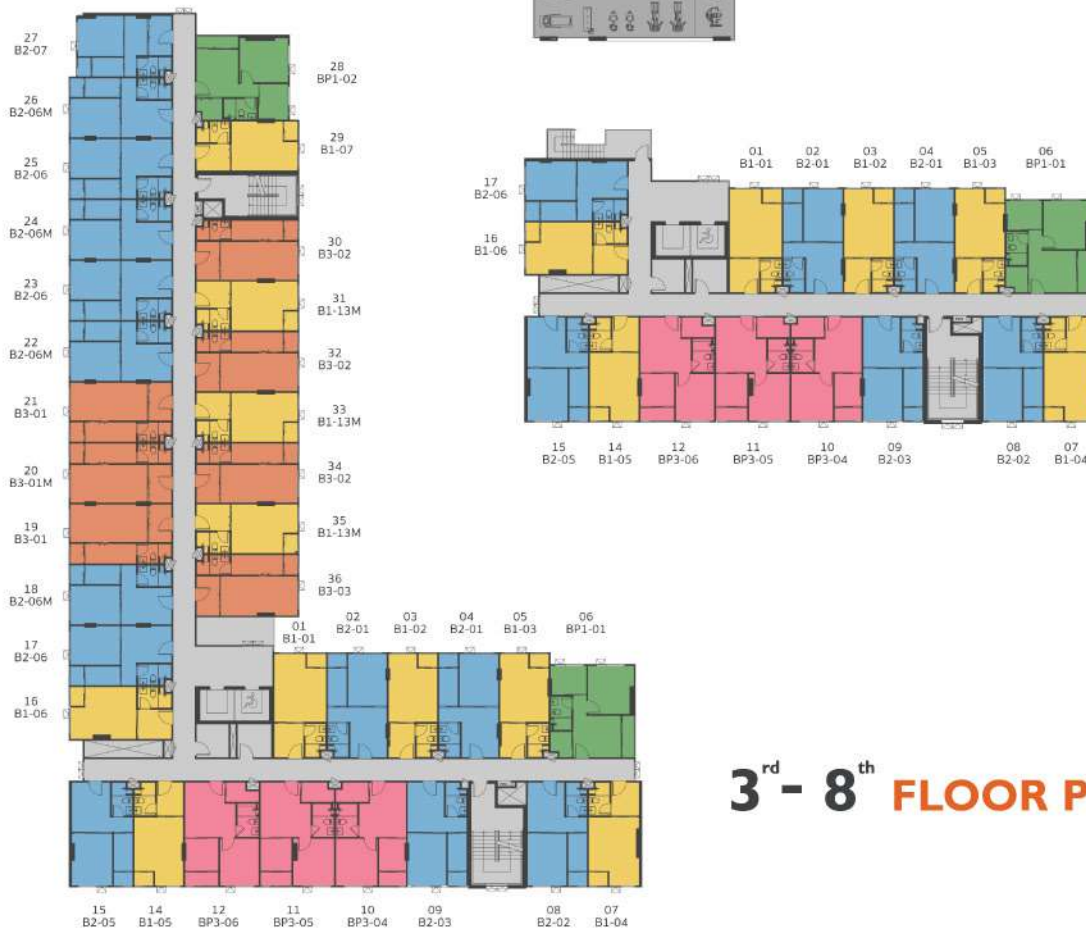 27
B2-07
26
B2-06M
25
B2-06
24
B2-06M
23
B2-06
22
B2-06M
21
B3-01
20
B3-01M
19
B3-01
18
B2-06M
17
B2-06
16
B1-06
28
BP1-02
29
B1-07
30
B3-02
31
B1-13M
32
B3-02
33
B1-13M
34
B3-02
35
B1-13M
36
B3-03
01
B1-01
02
B2-01
03
B1-02
04
B2-01
05
B1-03
06
BP1-01
15
B2-05
14
B1-05
12
BP3-06
11
BP3-05
10
BP3-04
09
B2-03
08
B2-02
07
B1-04
17
B2-06
16
B1-06
01
B1-01
02
B2-01
03
B1-02
04
B2-01
05
B1-03
06
BP1-01
15
B2-05
14
B1-05
12
BP3-06
11
BP3-05
10
BP3-04
09
B2-03
08
B2-02
07
B1-04
3rd - 8th FLOOR P